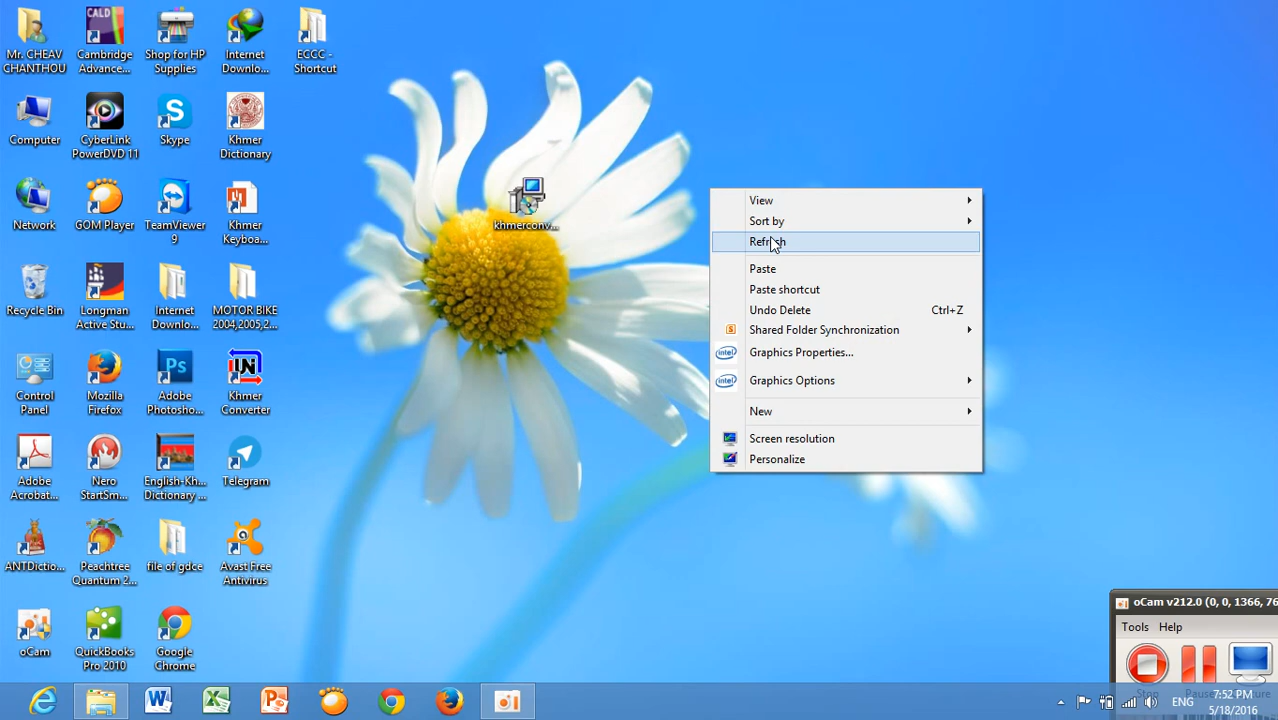 Mr. CHEAV
CHANTHOU
Cambridge
Advance...
Shop for HP
Supplies
Internet
Downlo...
ECCC -
Shortcut
Computer
CyberLink
PowerDVD 11
Skype
Khmer
Dictionary
Network
GOM Player
TeamViewer
9
Khmer
Keyboa...
khmerconv...
Recycle Bin
Longman
Active Stu...
Internet
Downlo...
MOTOR BIKE
2004,2005,2...
Control
Panel
Mozilla
Firefox
Adobe
Photosho...
Khmer
Converter
Adobe
Acrobat...
Nero
StartSm...
English-Kh...
Dictionary ...
Telegram
ANTDictio...
Peachtree
Quantum 2...
file of gdce
Avast Free
Antivirus
oCam
QuickBooks
Pro 2010
Google
Chrome
View
Sort by
Refresh
Paste
Paste shortcut
Undo Delete Ctrl+Z
Shared Folder Synchronization
Graphics Properties...
Graphics Options
New
Screen resolution
Personalize
oCam v212.0 (0, 0, 1366, 76
Tools Help
Stop
ENG
7:52 PM
5/18/2016